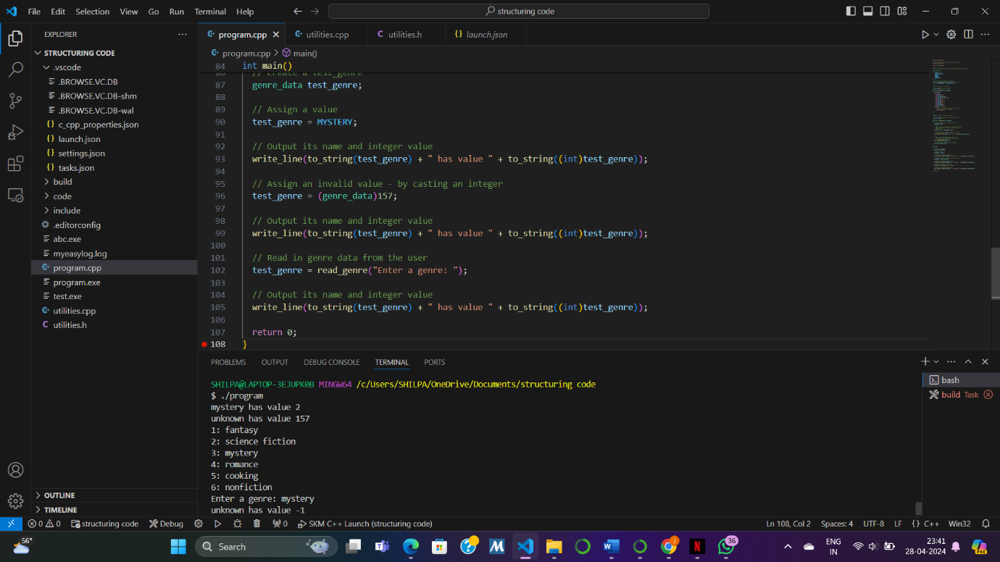 File Edit Selection View Go Run Terminal Help
structuring code
EXPLORER
STRUCTURING CODE
.vscode
.BROWSE.VC.DB
.BROWSE.VC.DB-shm
.BROWSE.VC.DB-wal
c_cpp_properties.json
launch.json
settings.json
tasks.json
build
code
include
.editorconfig
abc.exe
myeasylog.log
program.cpp
program.exe
test.exe
utilities.cpp
utilities.h
OUTLINE
TIMELINE
program.cpp utilities.cpp utilities.h launch.json
program.cpp > main()
84 int main()
86 // Create a test_genre
87 genre_data test_genre;
88
89 // Assign a value
90 test_genre = MYSTERY;
91
92 // Output its name and integer value
93 write_line(to_string(test_genre) + " has value " + to_string((int)test_genre));
94
95 // Assign an invalid value - by casting an integer
96 test_genre = (genre_data)157;
97
98 // Output its name and integer value
99 write_line(to_string(test_genre) + " has value " + to_string((int)test_genre));
100
101 // Read in genre data from the user
102 test_genre = read_genre("Enter a genre: ");
103
104 // Output its name and integer value
105 write_line(to_string(test_genre) + " has value " + to_string((int)test_genre));
106
107 return 0;
108 }
PROBLEMS OUTPUT DEBUG CONSOLE TERMINAL PORTS
SHILPA@LAPTOP-3EJUPK0B MINGW64 /c/Users/SHILPA/OneDrive/Documents/structuring code
$ ./program
mystery has value 2
unknown has value 157
1: fantasy
2: science fiction
3: mystery
4: romance
5: cooking
6: nonfiction
Enter a genre: mystery
unknown has value -1
bash
build Task
0 0 structuring code Debug 0 SKM C++ Launch (structuring code) Ln 108, Col 2 Spaces: 4 UTF-8 LF {} C++ Win32
56° Search 36 ENG IN 23:41 28-04-2024 PRE